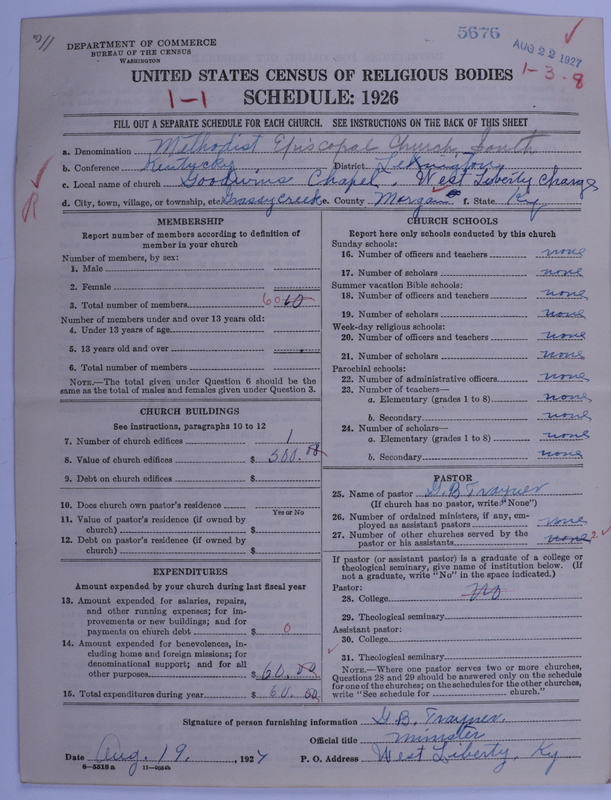 5676
AUG 22 1927
DEPARTMENT OF COMMERCE
BUREAU OF THE CENSUS
WASHINGTON
1-3-8
UNITED STATES CENSUS OF RELIGIOUS BODIES
1-1
SCHEDULE: 1926
FILL OUT A SEPARATE SCHEDULE FOR EACH CHURCH. SEE INSTRUCTIONS ON THE BACK OF THIS SHEET
a. Denomination Methodist Episcopal Church, South
b. Conference Kentucky District Lexington
c. Local name of church Goodwins Chapel, West Liberty Charge
d. City, town, village, or township, etc Grassy Creek e. County Morgan f. State Ky
MEMBERSHIP
Report number of members according to definition of
member in your church
Number of members, by sex:
1. Male
2. Female
3. Total number of members 60
Number of members under and over 13 years old:
4. Under 13 years of age
5. 13 years old and over
6. Total number of members
NOTE.—The total given under Question 6 should be the
same as the total of males and females given under Question 3.
CHURCH BUILDINGS
See instructions, paragraphs 10 to 12
7. Number of church edifices 1
8. Value of church edifices $ 500.00
9. Debt on church edifices $
10. Does church own pastor's residence
Yes or No
11. Value of pastor's residence (if owned by
church) $
12. Debt on pastor's residence (if owned by
church) $
EXPENDITURES
Amount expended by your church during last fiscal year
13. Amount expended for salaries, repairs,
and other running expenses; for im-
provements or new buildings; and for
payments on church debt $ 0
14. Amount expended for benevolences, in-
cluding home and foreign missions; for
denominational support; and for all
other purposes $ 60.00
15. Total expenditures during year $ 60.00
CHURCH SCHOOLS
Report here only schools conducted by this church
Sunday schools:
16. Number of officers and teachers none
17. Number of scholars none
Summer vacation Bible schools:
18. Number of officers and teachers none
19. Number of scholars none
Week-day religious schools:
20. Number of officers and teachers none
21. Number of scholars none
Parochial schools:
22. Number of administrative officers none
23. Number of teachers—
a. Elementary (grades 1 to 8) none
b. Secondary none
24. Number of scholars—
a. Elementary (grades 1 to 8) none
b. Secondary none
PASTOR
25. Name of pastor G. B. Trayner
(If church has no pastor, write "None")
26. Number of ordained ministers, if any, em-
ployed as assistant pastors none
27. Number of other churches served by the
pastor or his assistants none 2
If pastor (or assistant pastor) is a graduate of a college or
theological seminary, give name of institution below. (If
not a graduate, write "No" in the space indicated.)
Pastor:
28. College No
29. Theological seminary
Assistant pastor:
30. College
31. Theological seminary
NOTE.—Where one pastor serves two or more churches,
Questions 28 and 29 should be answered only on the schedule
for one of the churches; on the schedules for the other churches,
write "See schedule for church."
Signature of person furnishing information G. B. Trayner.
Official title Minister
Date Aug. 19, 1927 P. O. Address West Liberty, Ky
8-5518a